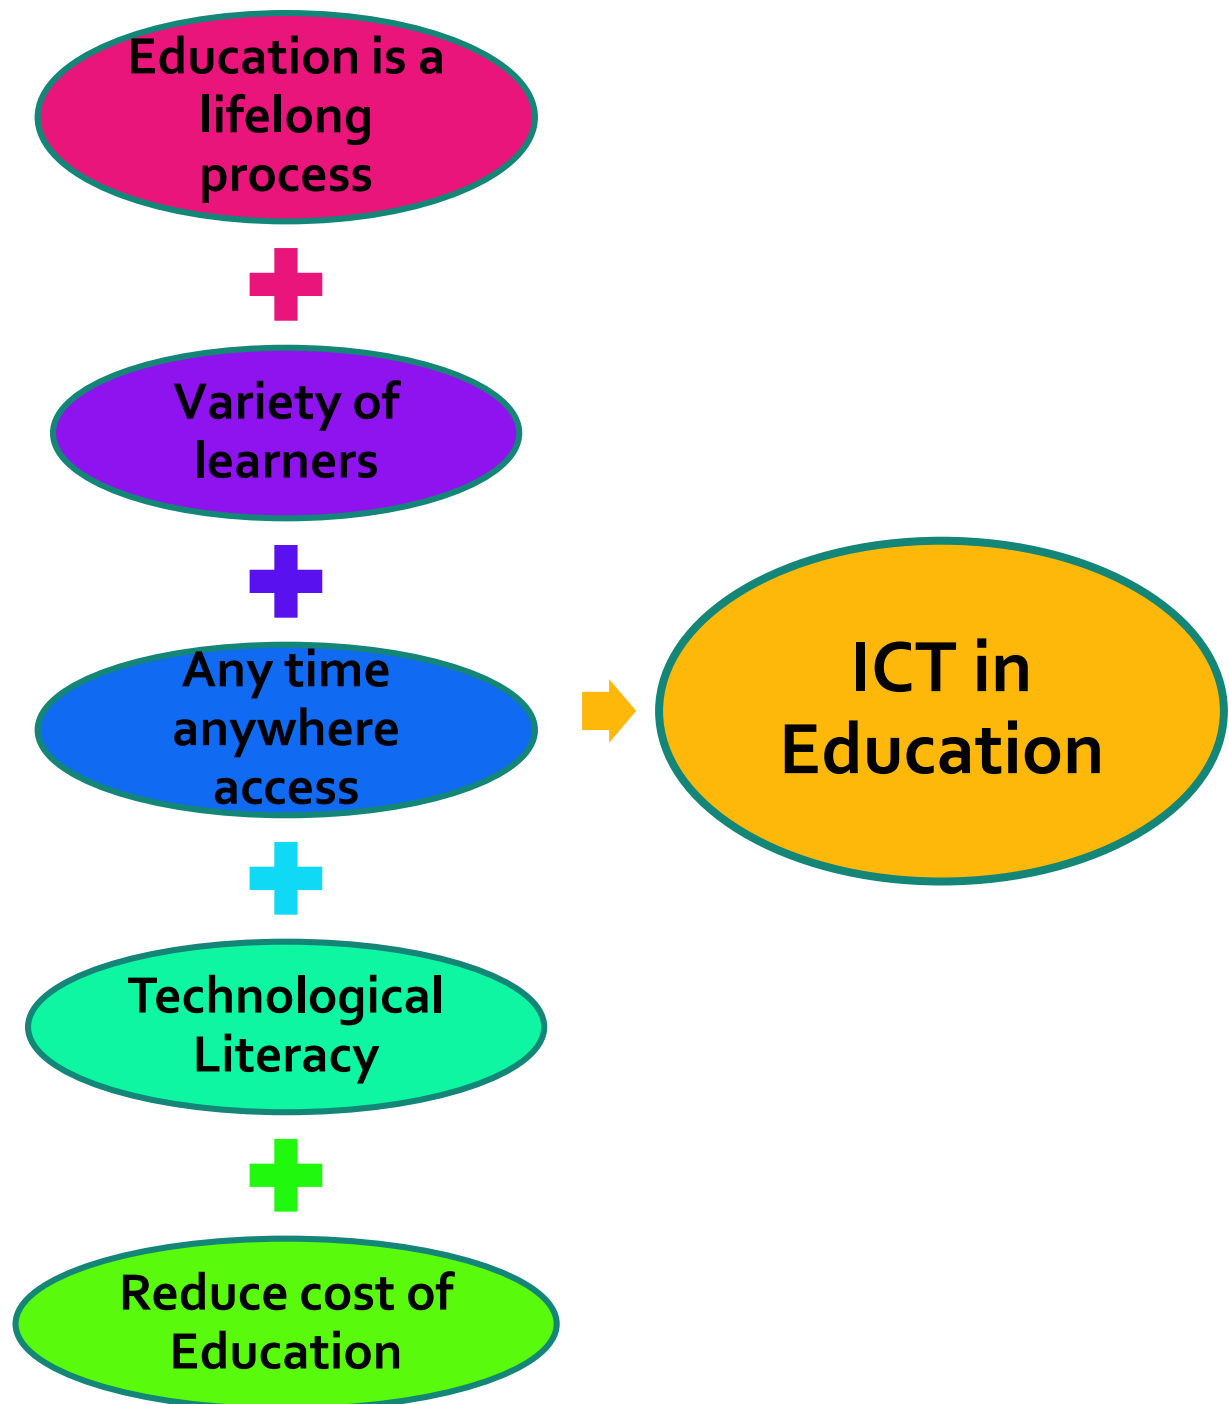 Education is a
lifelong
process
Variety of
learners
Any time
anywhere
access
Technological
Literacy
Reduce cost of
Education
ICT in
Education